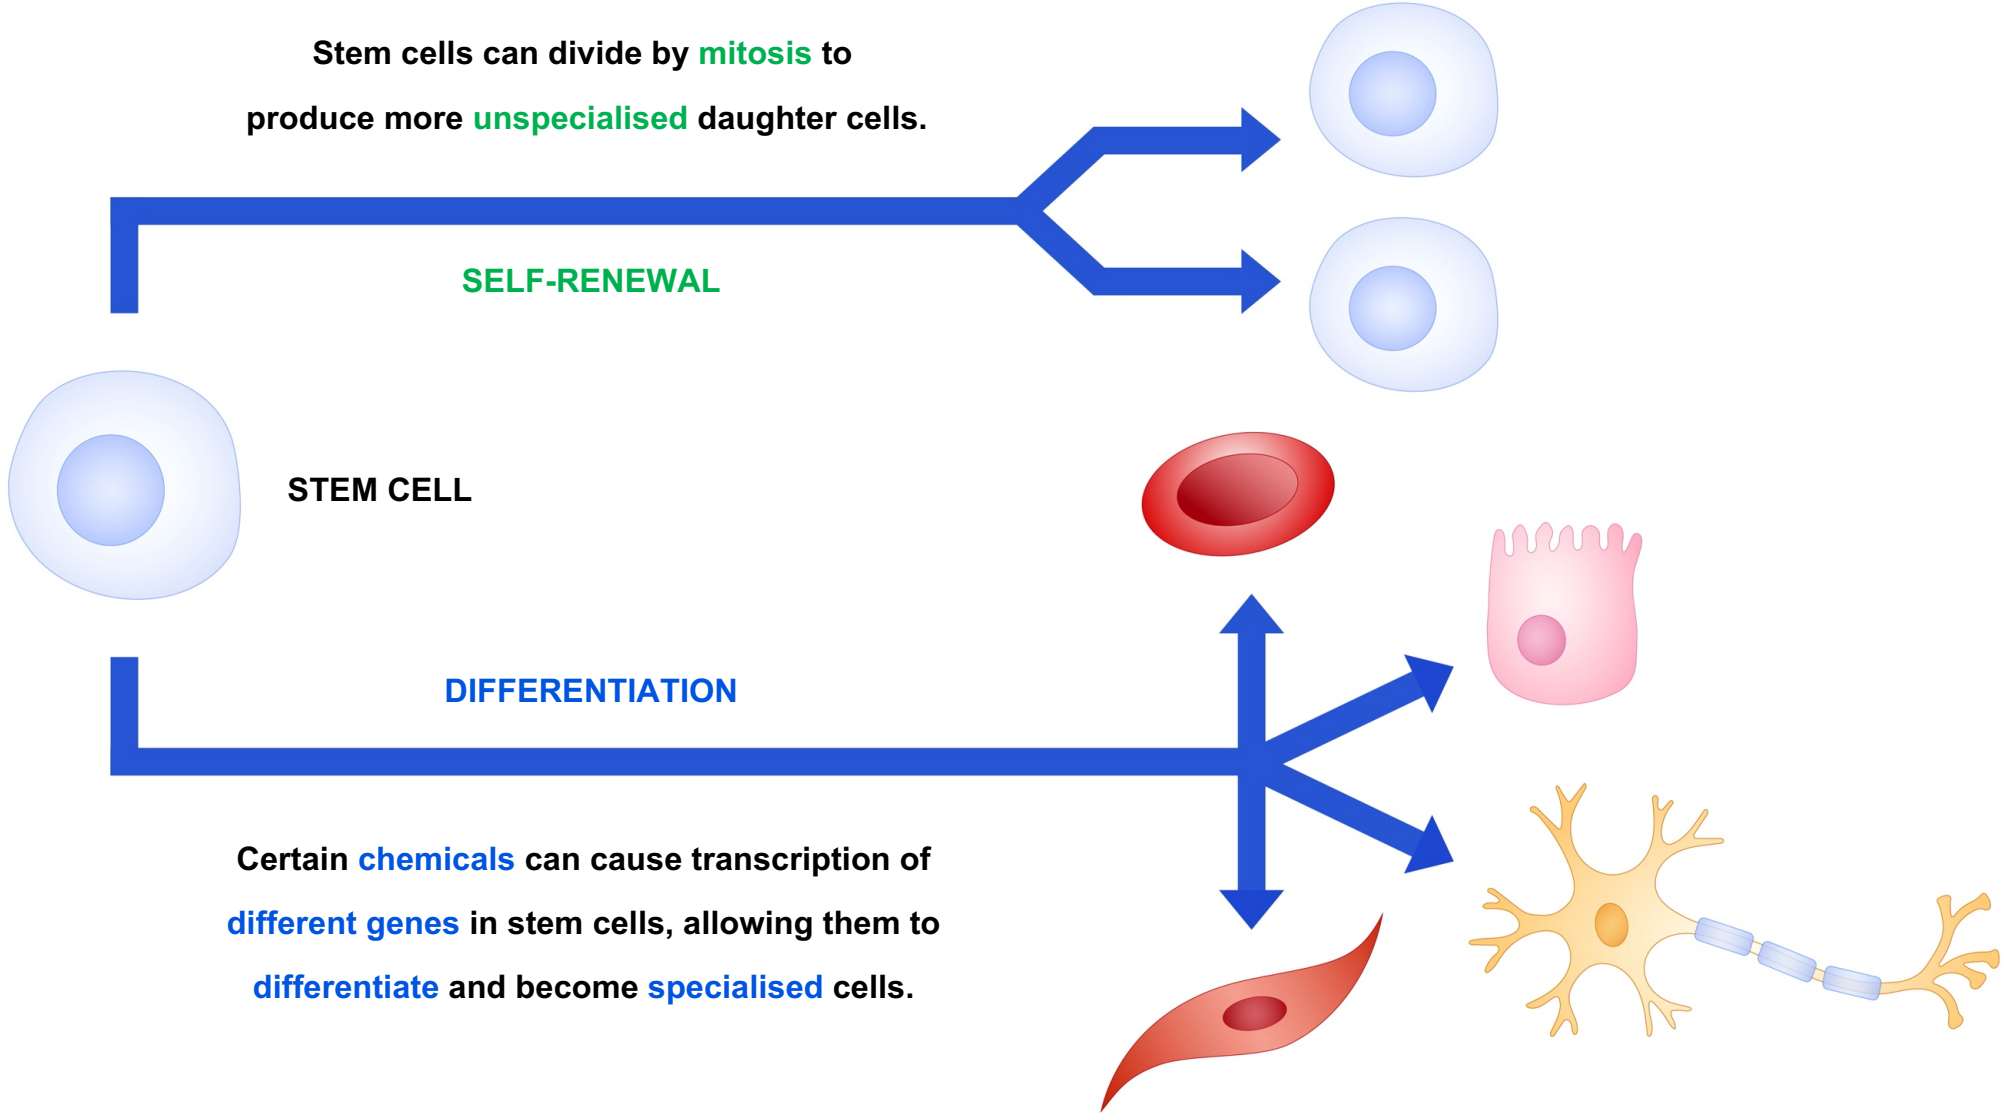 Stem cells can divide by mitosis to
produce more unspecialised daughter cells.
SELF-RENEWAL
STEM CELL
DIFFERENTIATION
Certain chemicals can cause transcription of
different genes in stem cells, allowing them to
differentiate and become specialised cells.